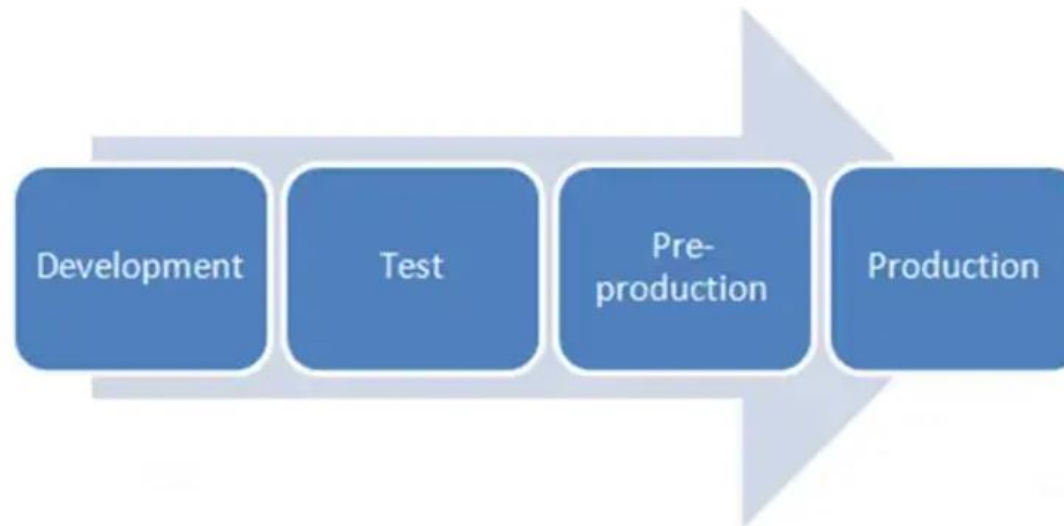 Development
Test
Pre-
production
Production